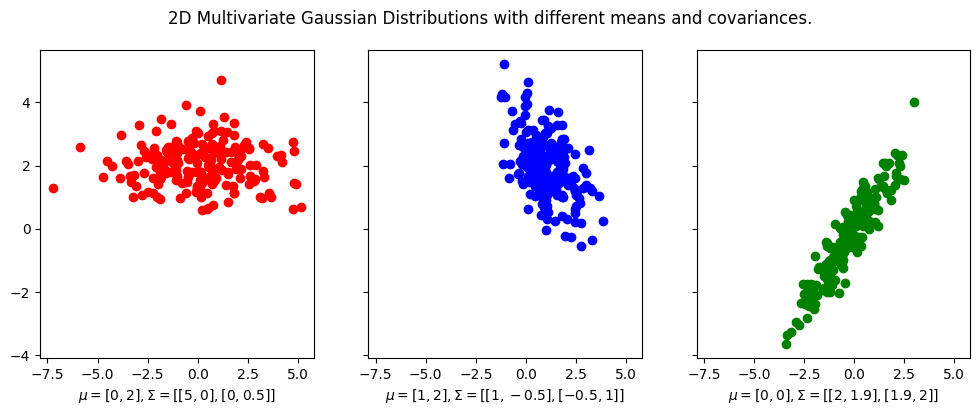 2D Multivariate Gaussian Distributions with different means and covariances.
4
2
0
−2
−4
−7.5 −5.0 −2.5 0.0 2.5 5.0
μ = [0, 2], Σ = [[5, 0], [0, 0.5]]
−7.5 −5.0 −2.5 0.0 2.5 5.0
μ = [1, 2], Σ = [[1, −0.5], [−0.5, 1]]
−7.5 −5.0 −2.5 0.0 2.5 5.0
μ = [0, 0], Σ = [[2, 1.9], [1.9, 2]]